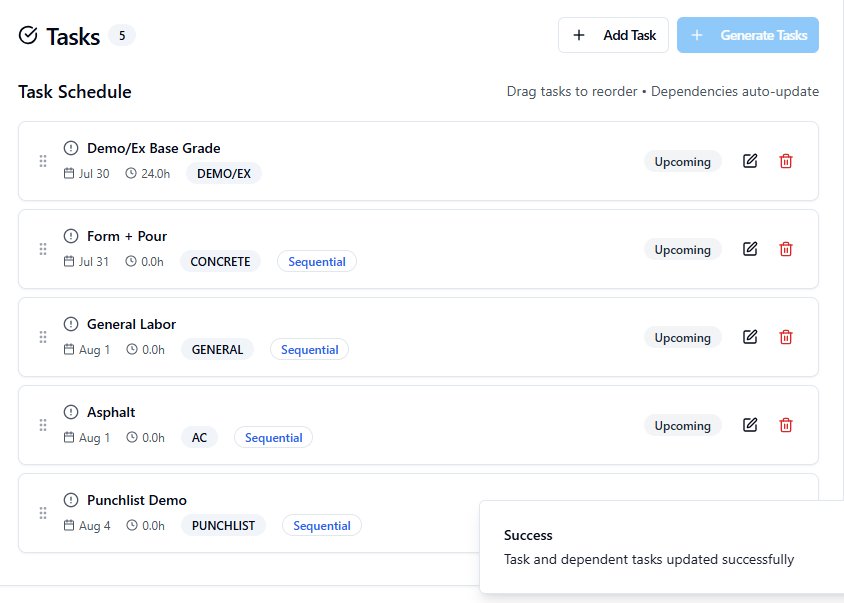 Tasks 5
+ Add Task
+ Generate Tasks
Task Schedule
Drag tasks to reorder • Dependencies auto-update
Demo/Ex Base Grade
Jul 30 24.0h DEMO/EX
Upcoming
Form + Pour
Jul 31 0.0h CONCRETE Sequential
Upcoming
General Labor
Aug 1 0.0h GENERAL Sequential
Upcoming
Asphalt
Aug 1 0.0h AC Sequential
Upcoming
Punchlist Demo
Aug 4 0.0h PUNCHLIST Sequential
Success
Task and dependent tasks updated successfully